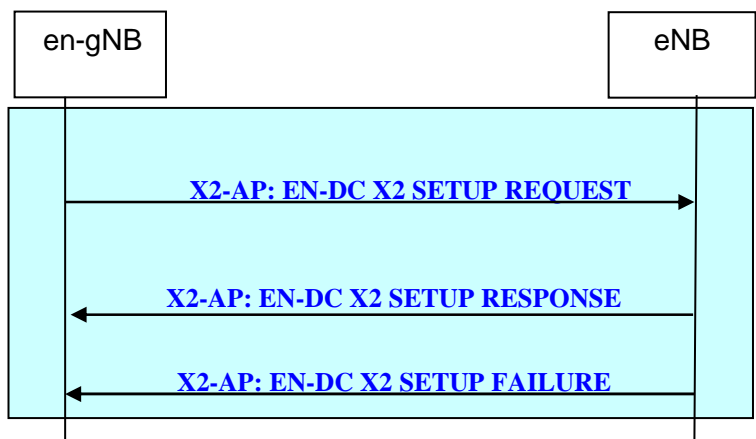 en-gNB
eNB
X2-AP: EN-DC X2 SETUP REQUEST
X2-AP: EN-DC X2 SETUP RESPONSE
X2-AP: EN-DC X2 SETUP FAILURE